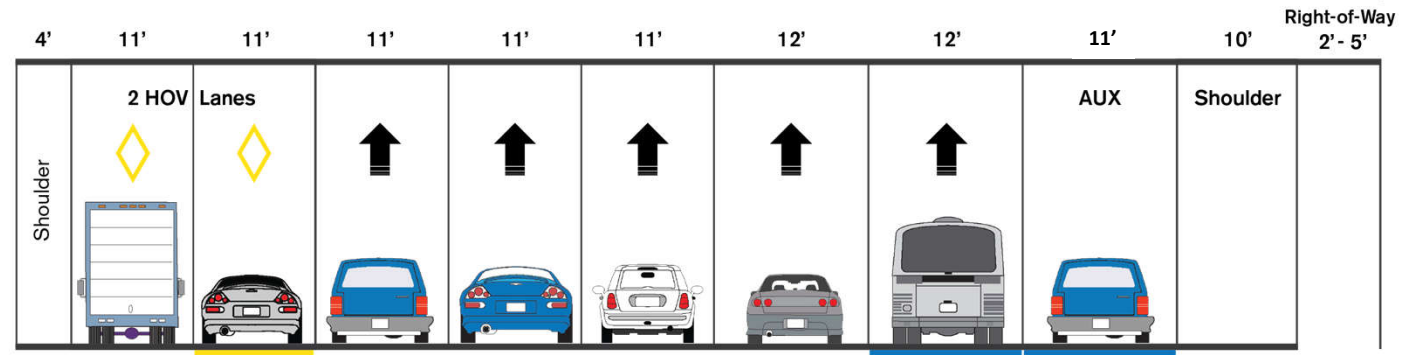 Right-of-Way
4’ 11’ 11’ 11’ 11’ 11’ 12’ 12’ 11’ 10’ 2’ - 5’
2 HOV Lanes AUX Shoulder
Shoulder